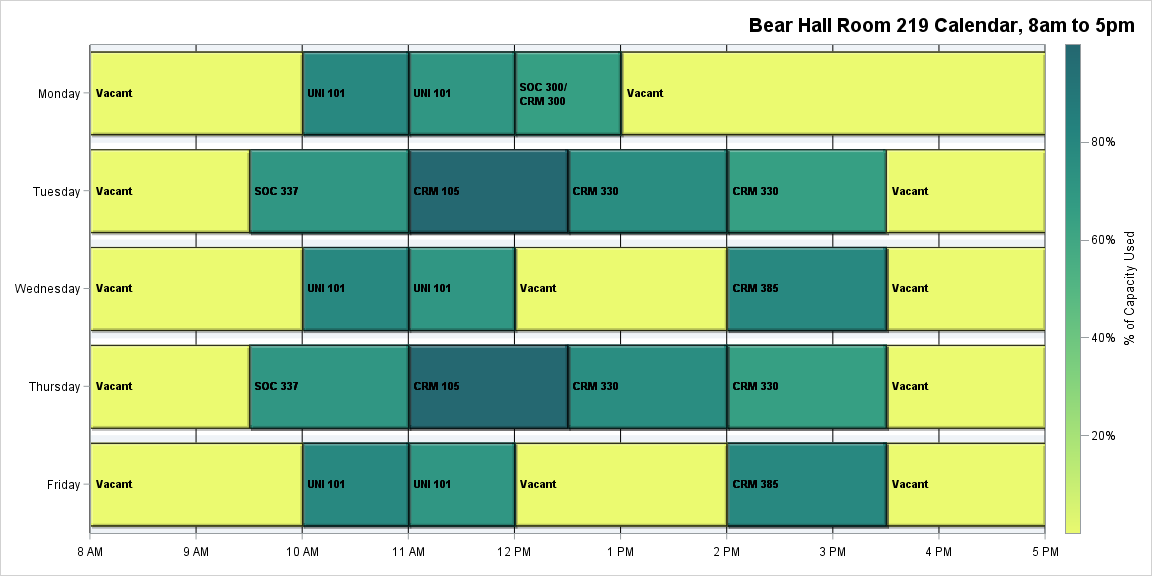 Bear Hall Room 219 Calendar, 8am to 5pm
Monday
Vacant
UNI 101
UNI 101
SOC 300/
CRM 300
Vacant
Tuesday
Vacant
SOC 337
CRM 105
CRM 330
CRM 330
Vacant
Wednesday
Vacant
UNI 101
UNI 101
Vacant
CRM 385
Vacant
Thursday
Vacant
SOC 337
CRM 105
CRM 330
CRM 330
Vacant
Friday
Vacant
UNI 101
UNI 101
Vacant
CRM 385
Vacant
8 AM
9 AM
10 AM
11 AM
12 PM
1 PM
2 PM
3 PM
4 PM
5 PM
80%
60%
40%
20%
% of Capacity Used